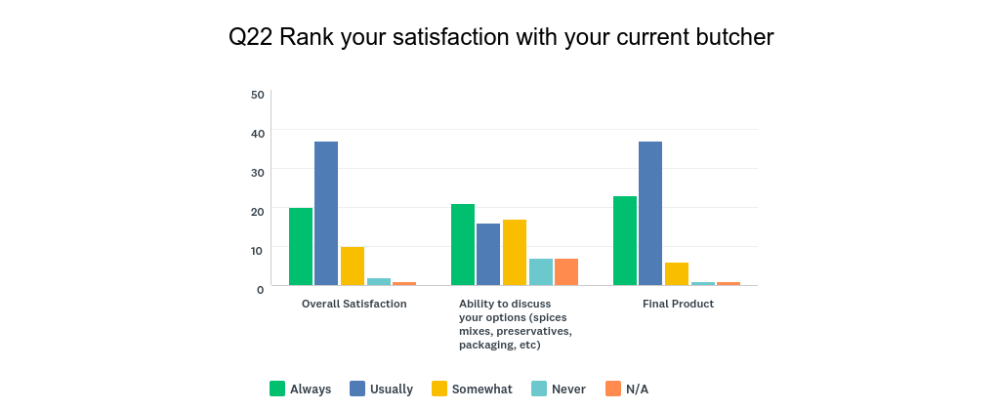 Q22 Rank your satisfaction with your current butcher
50
40
30
20
10
0
Overall Satisfaction
Ability to discuss
your options (spices
mixes, preservatives,
packaging, etc)
Final Product
Always
Usually
Somewhat
Never
N/A